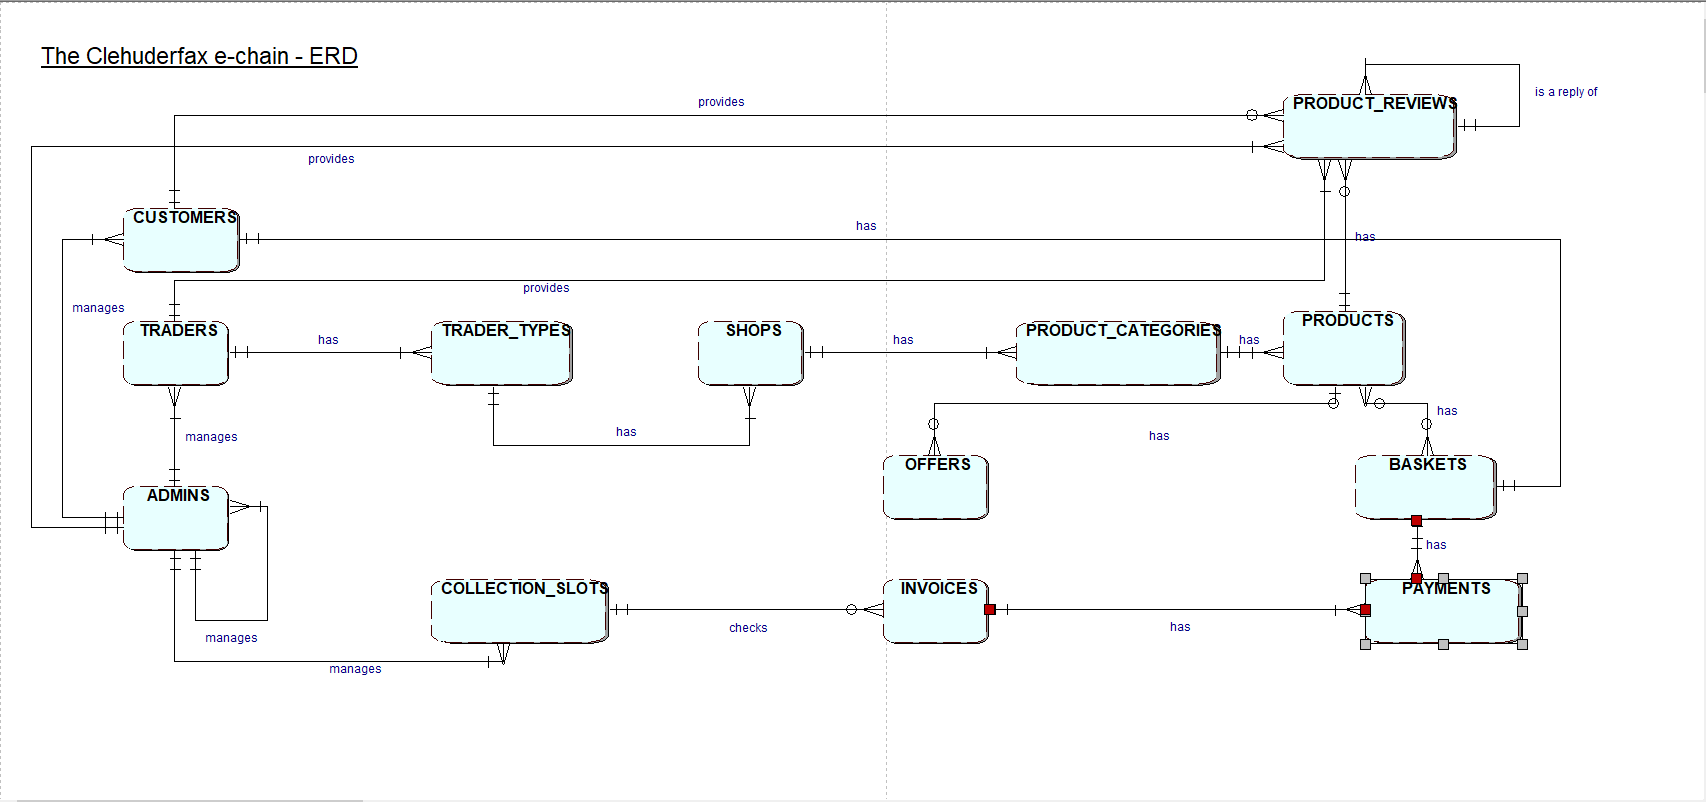 The Clehuderfax e-chain - ERD
is a reply of
provides
PRODUCT_REVIEWS
provides
CUSTOMERS
has
has
provides
manages
TRADERS
has
TRADER_TYPES
SHOPS
has
PRODUCT_CATEGORIES
has
PRODUCTS
has
manages
has
has
OFFERS
BASKETS
ADMINS
has
COLLECTION_SLOTS
INVOICES
PAYMENTS
checks
has
manages
manages